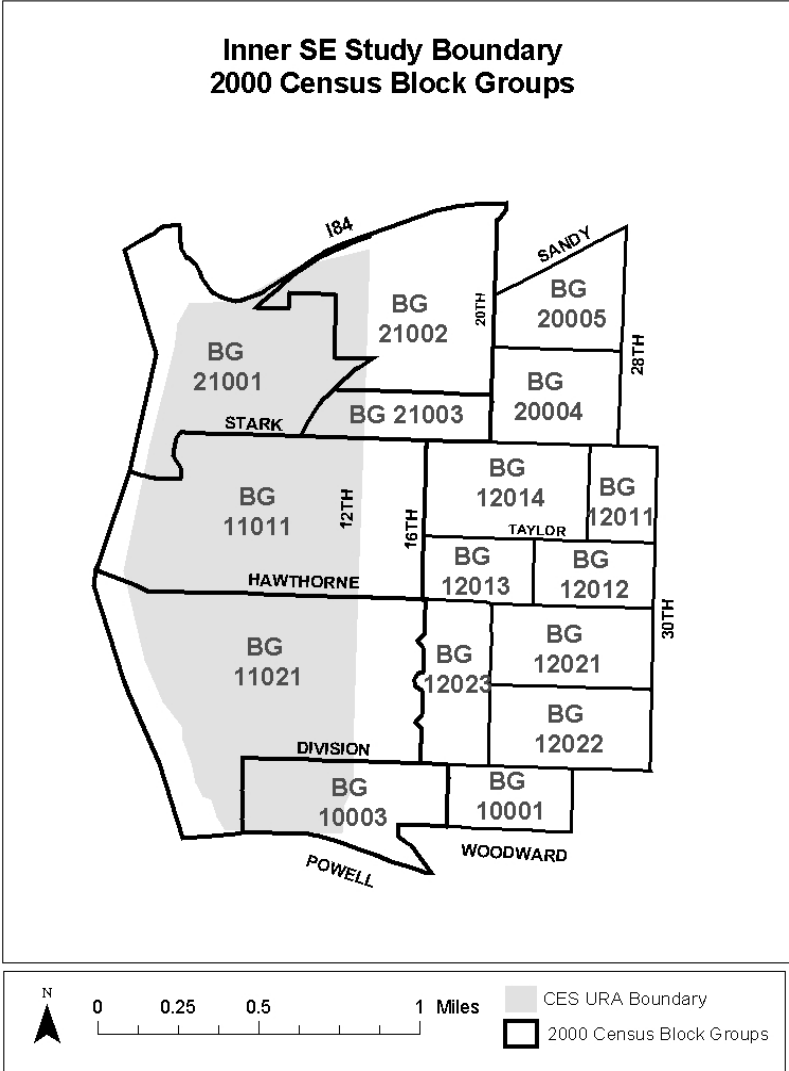 Inner SE Study Boundary
2000 Census Block Groups
I84
SANDY
BG
20005
BG
21002
20TH
28TH
BG
21001
BG
20004
BG 21003
STARK
BG
12014
BG
12011
BG
11011
12TH
16TH
TAYLOR
BG
12013
BG
12012
HAWTHORNE
30TH
BG
11021
BG
12023
BG
12021
BG
12022
DIVISION
BG
10003
BG
10001
WOODWARD
POWELL
N
0 0.25 0.5 1 Miles
CES URA Boundary
2000 Census Block Groups